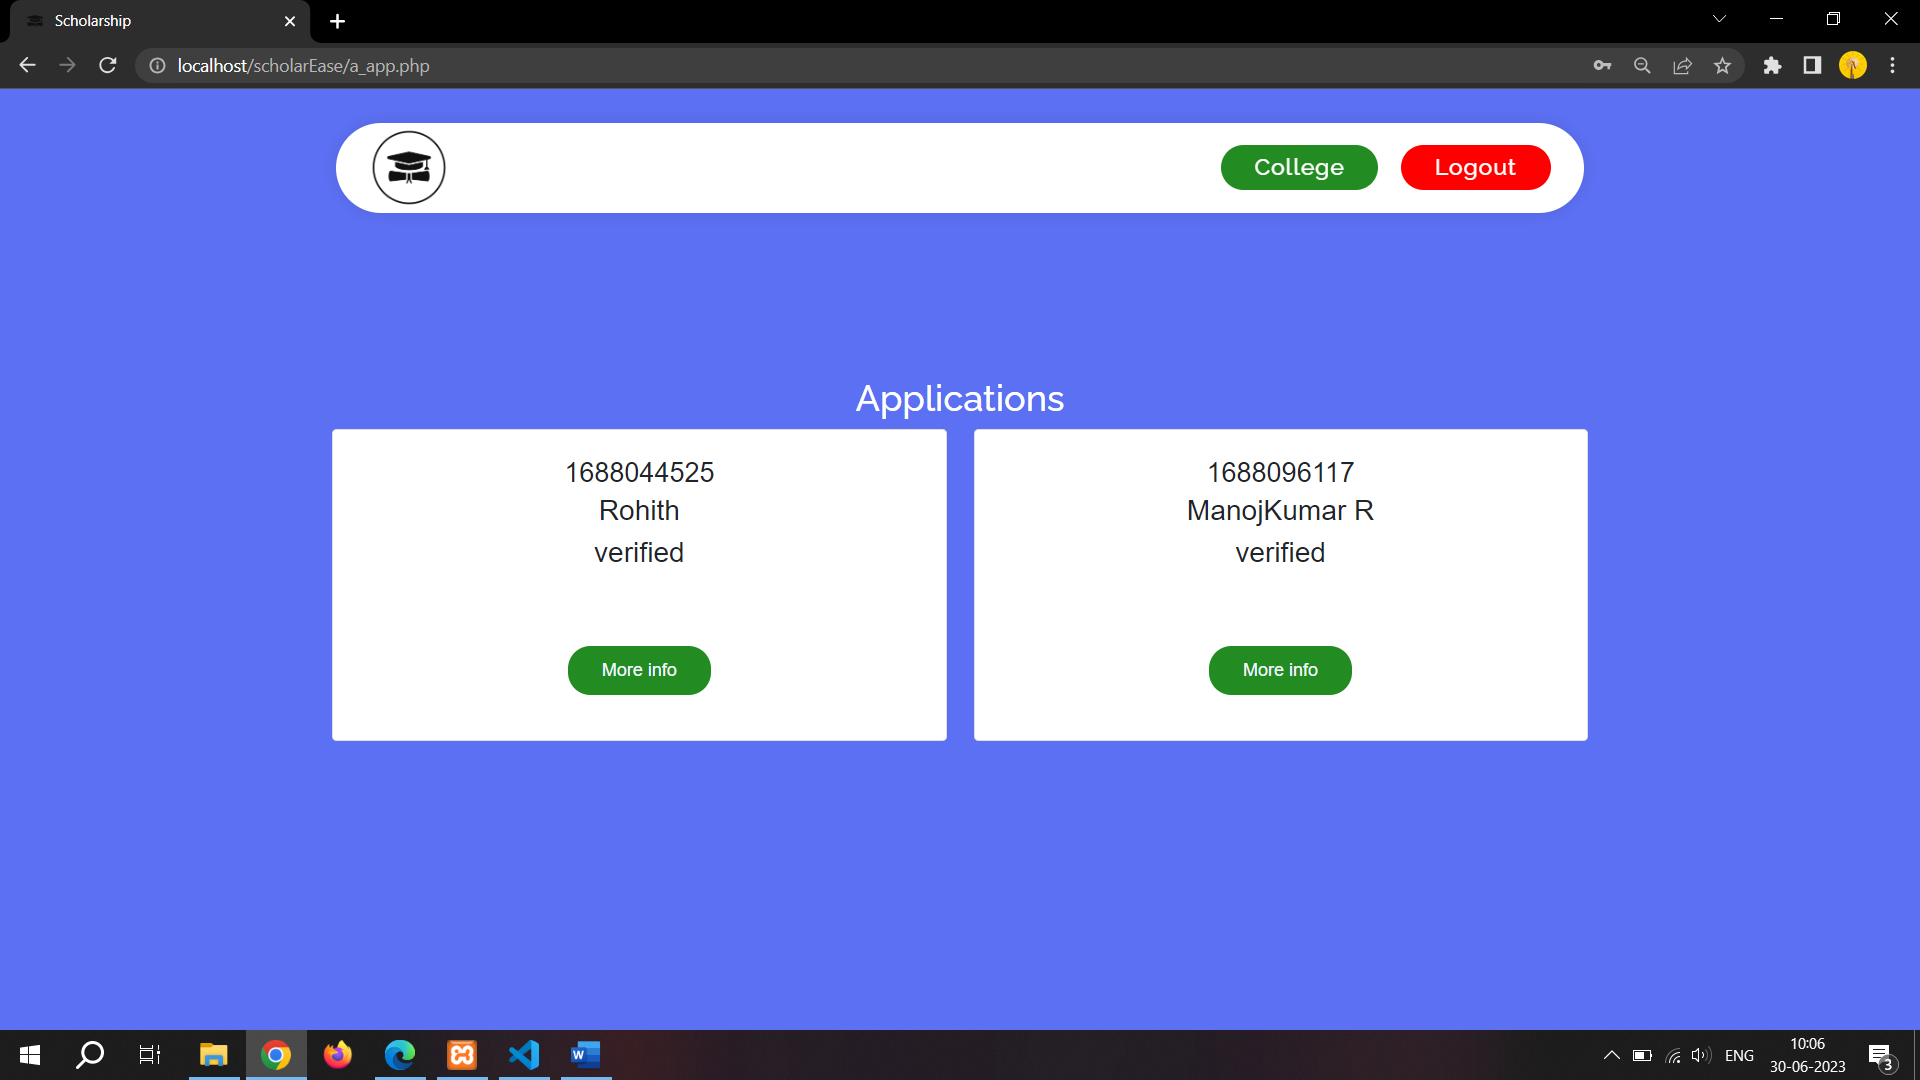 Scholarship
localhost/scholarEase/a_app.php
College
Logout
Applications
1688044525
Rohith
verified
More info
1688096117
ManojKumar R
verified
More info
W
ENG
10:06
30-06-2023
3